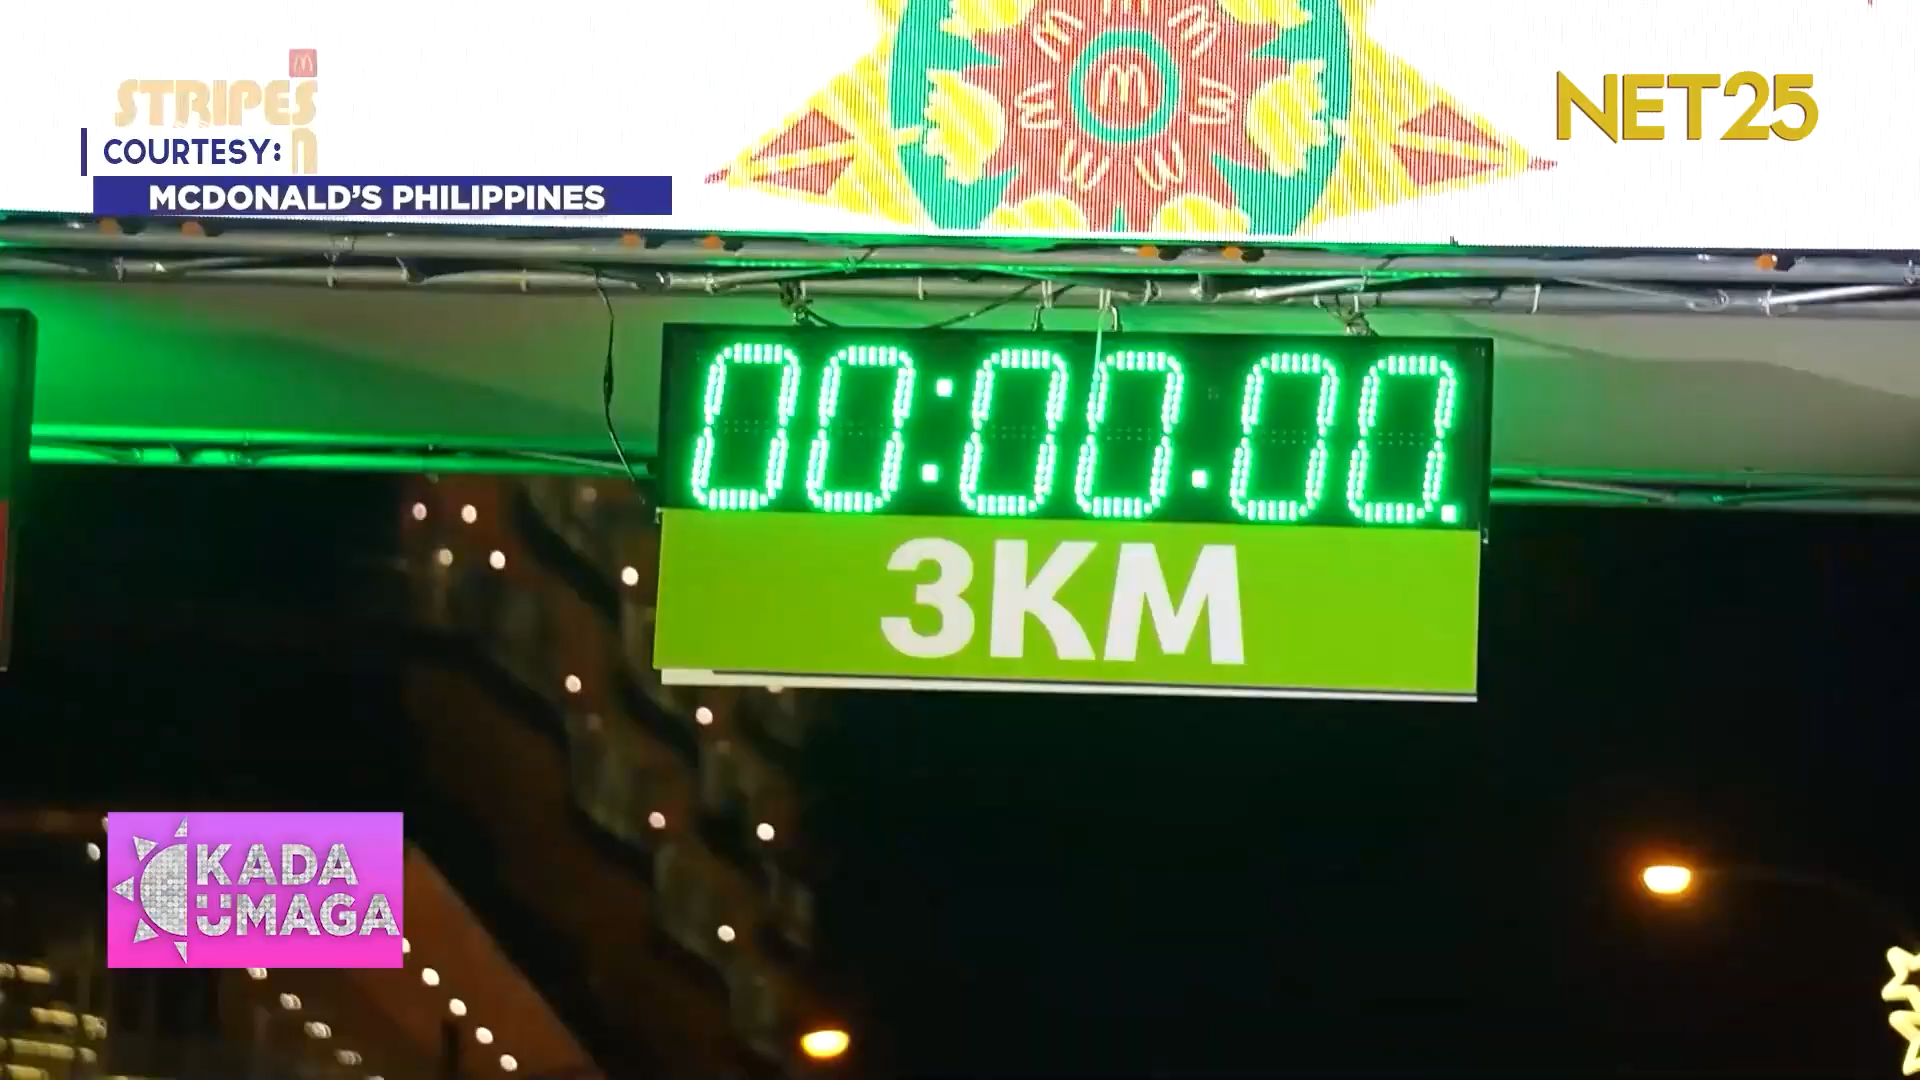 STRIPES
COURTESY:
MCDONALD'S PHILIPPINES
NET25
00:00.00
3KM
KADA
UMAGA